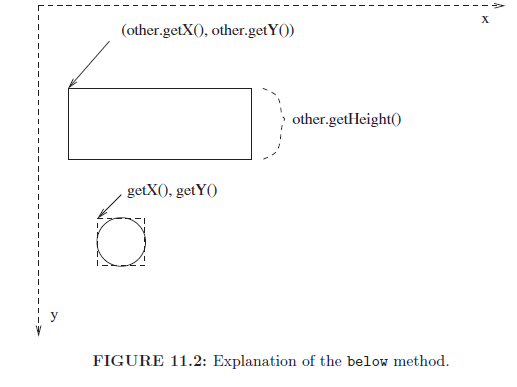 x
(other.getX(), other.getY())
other.getHeight()
getX(), getY()
y
FIGURE 11.2: Explanation of the below method.